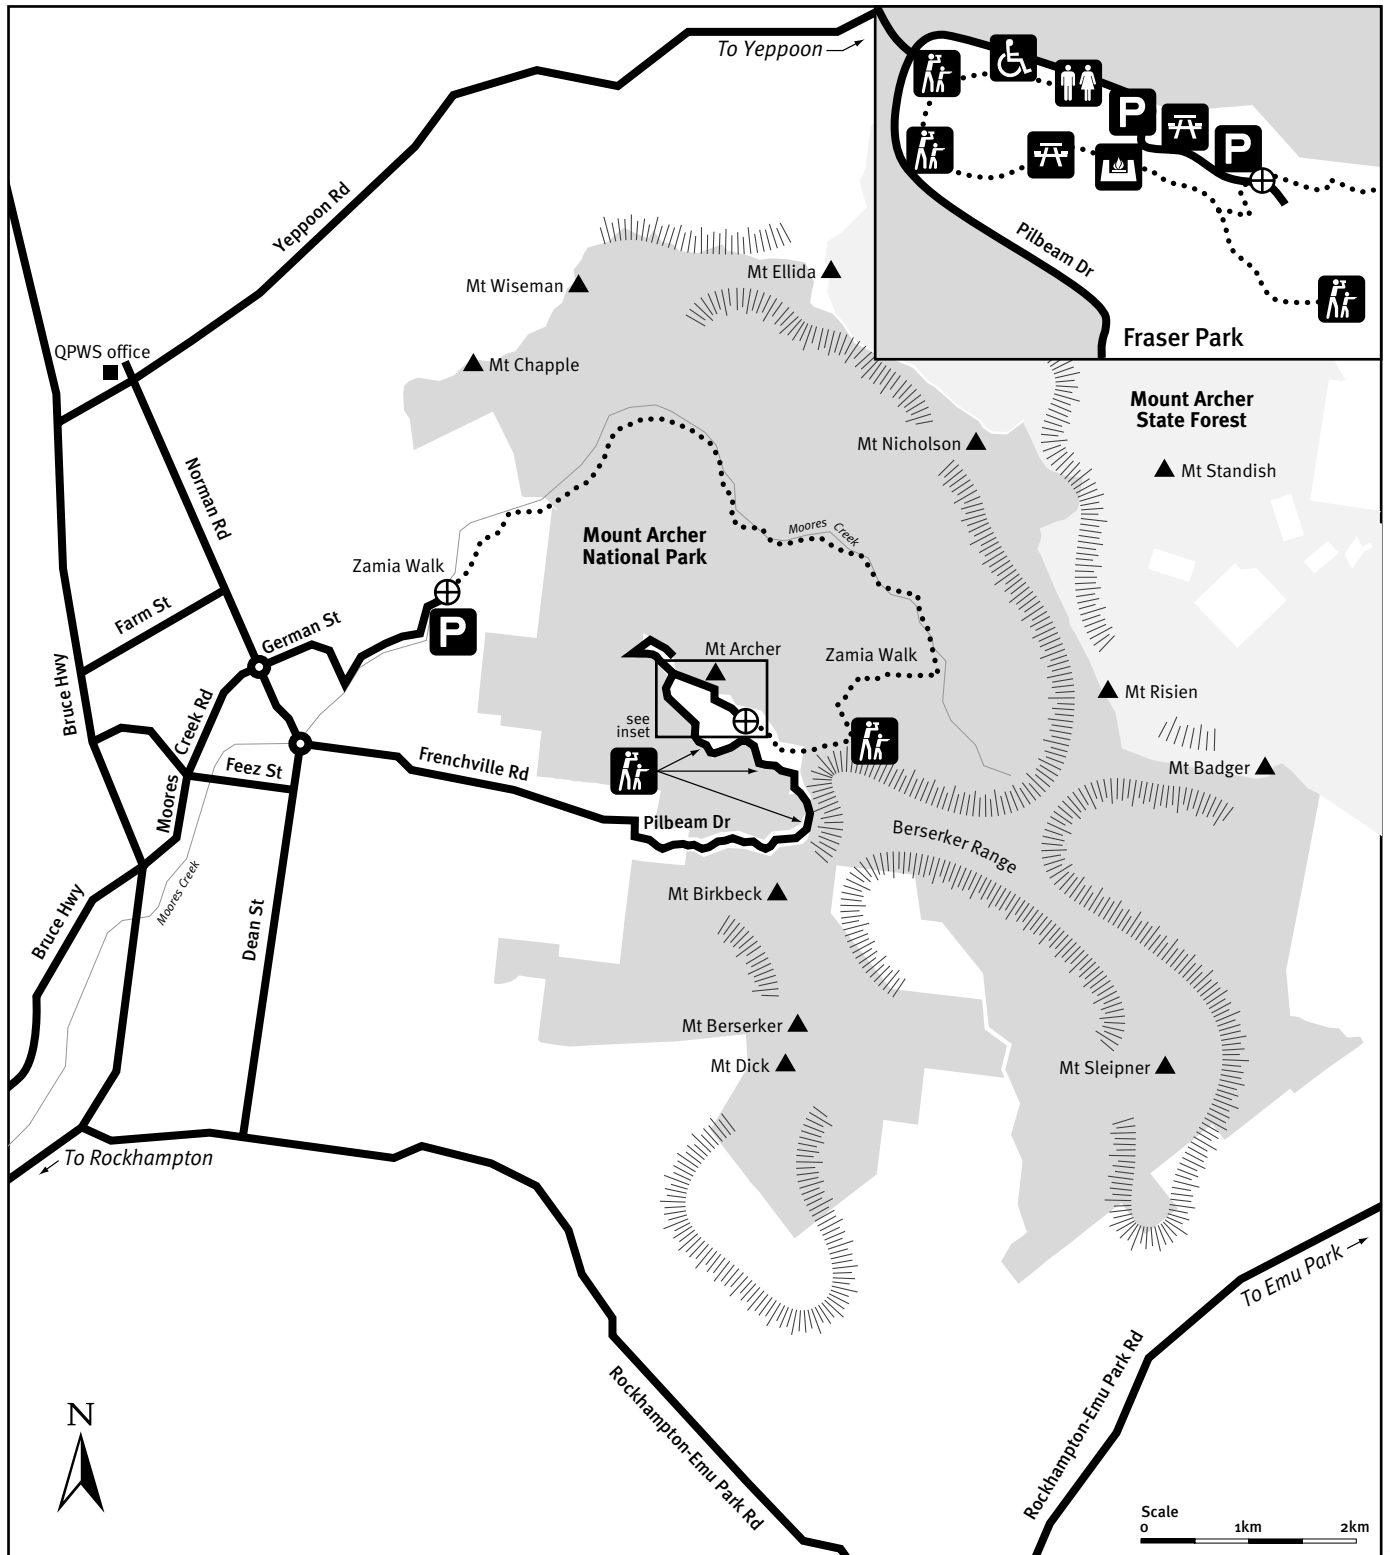 To Yeppoon
Yeppoon Rd
P
P
Pilbeam Dr
Fraser Park
Mt Ellida
Mt Wiseman
QPWS office
Mt Chapple
Mount Archer
State Forest
Mt Nicholson
Mt Standish
Norman Rd
Moores Creek
Mount Archer
National Park
Zamia Walk
Farm St
German St
P
Mt Archer
Zamia Walk
Bruce Hwy
Moores Creek Rd
see
inset
Mt Risien
Feez St
Frenchville Rd
Mt Badger
Pilbeam Dr
Berserker Range
Moores Creek
Mt Birkbeck
Bruce Hwy
Dean St
Mt Berserker
Mt Dick
Mt Sleipner
To Rockhampton
To Emu Park
Rockhampton-Emu Park Rd
Rockhampton-Emu Park Rd
N
Scale
0 1km 2km